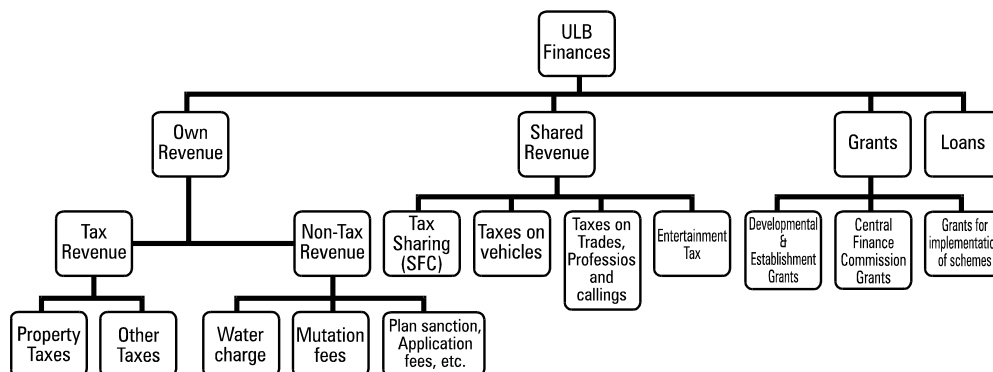 ULB
Finances
Own
Revenue
Shared
Revenue
Grants
Loans
Tax
Revenue
Non-Tax
Revenue
Tax
Sharing
(SFC)
Taxes on
vehicles
Taxes on
Trades,
Professios
and
callings
Entertainment
Tax
Developmental
&
Establishment
Grants
Central
Finance
Commission
Grants
Grants for
implementation
of schemes
Property
Taxes
Other
Taxes
Water
charge
Mutation
fees
Plan sanction,
Application
fees, etc.